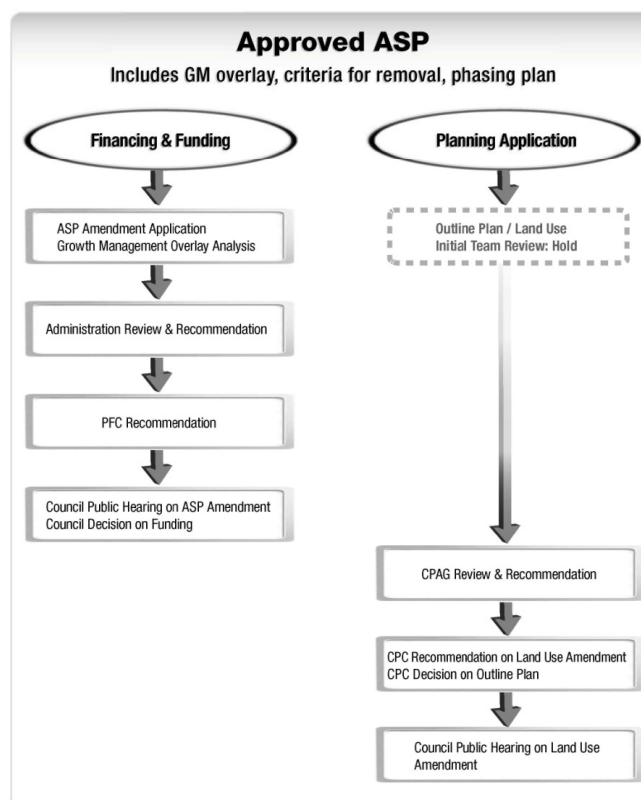 Approved ASP
Includes GM overlay, criteria for removal, phasing plan
Financing & Funding
ASP Amendment Application
Growth Management Overlay Analysis
Administration Review & Recommendation
PFC Recommendation
Council Public Hearing on ASP Amendment
Council Decision on Funding
Planning Application
Outline Plan / Land Use
Initial Team Review: Hold
CPAG Review & Recommendation
CPC Recommendation on Land Use Amendment
CPC Decision on Outline Plan
Council Public Hearing on Land Use
Amendment